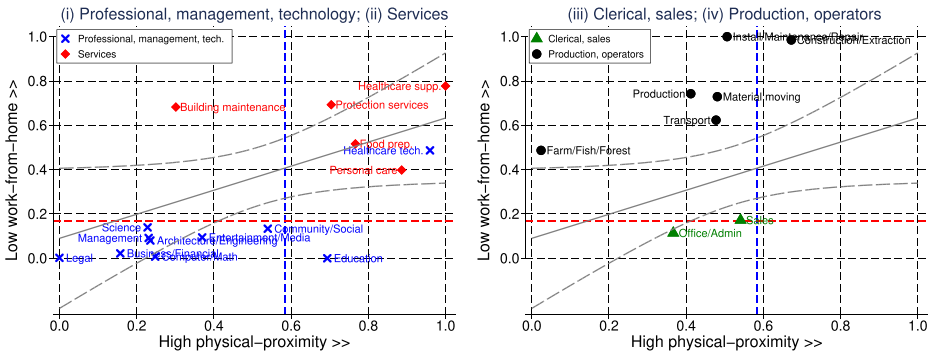 (i) Professional, management, technology; (ii) Services
Professional, management, tech.
Services
Low work−from−home >>
1.0
0.8
0.6
0.4
0.2
0.0
Healthcare supp.
Building maintenance
Protection services
Food prep.
Healthcare tech.
Personal care
Science
Management
Architecture/Engineering
Entertainment/Media
Community/Social
Business/Financial
Computer/Math
Legal
Education
0.0 0.2 0.4 0.6 0.8 1.0
High physical−proximity >>
(iii) Clerical, sales; (iv) Production, operators
Clerical, sales
Production, operators
Low work−from−home >>
1.0
0.8
0.6
0.4
0.2
0.0
Install/Maintenance/Repair
Construction/Extraction
Production
Material moving
Transport
Farm/Fish/Forest
Sales
Office/Admin
0.0 0.2 0.4 0.6 0.8 1.0
High physical−proximity >>